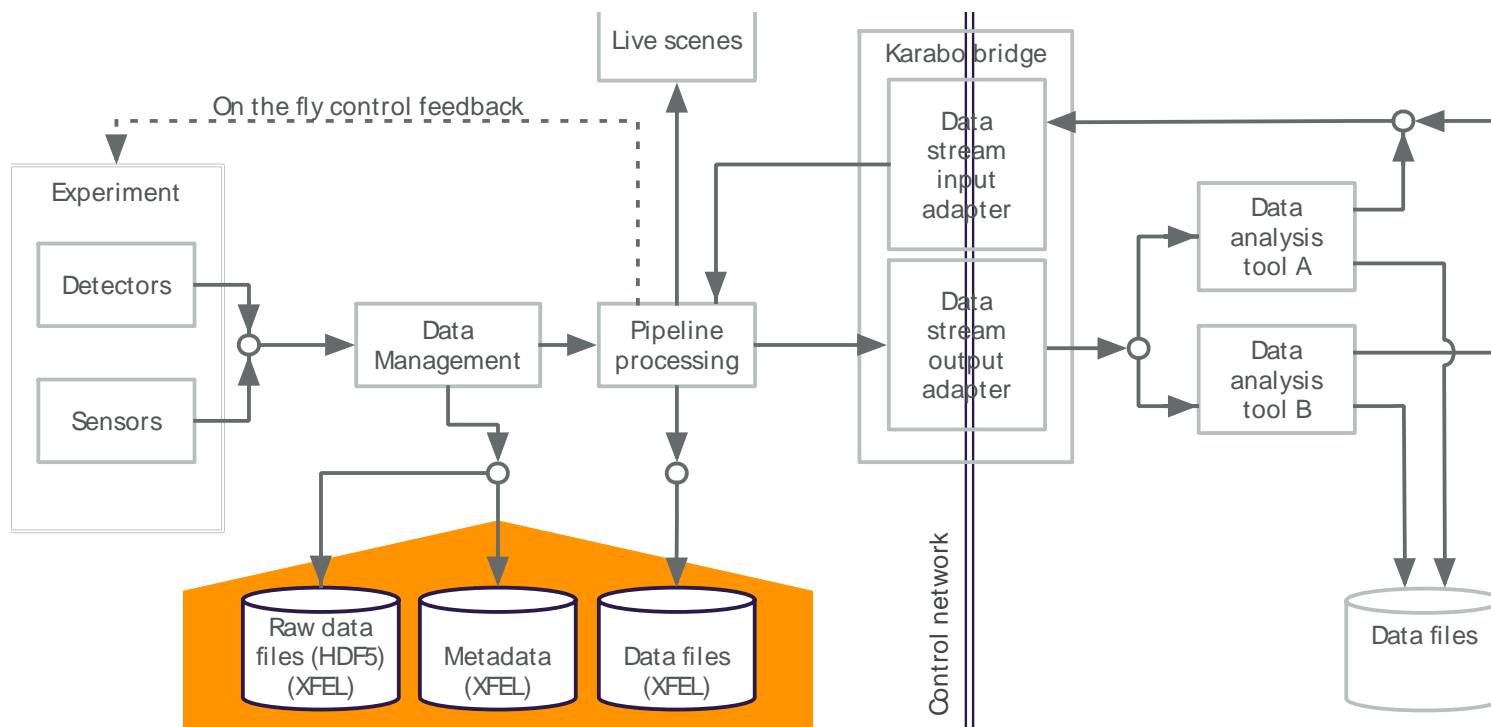 Live scenes
Karabo bridge
On the fly control feedback
Data
stream
input
adapter
Experiment
Data
analysis
tool A
Detectors
Data
Management
Pipeline
processing
Data
stream
output
adapter
Data
analysis
tool B
Sensors
Control network
Raw data
files (HDF5)
(XFEL)
Metadata
(XFEL)
Data files
(XFEL)
Data files